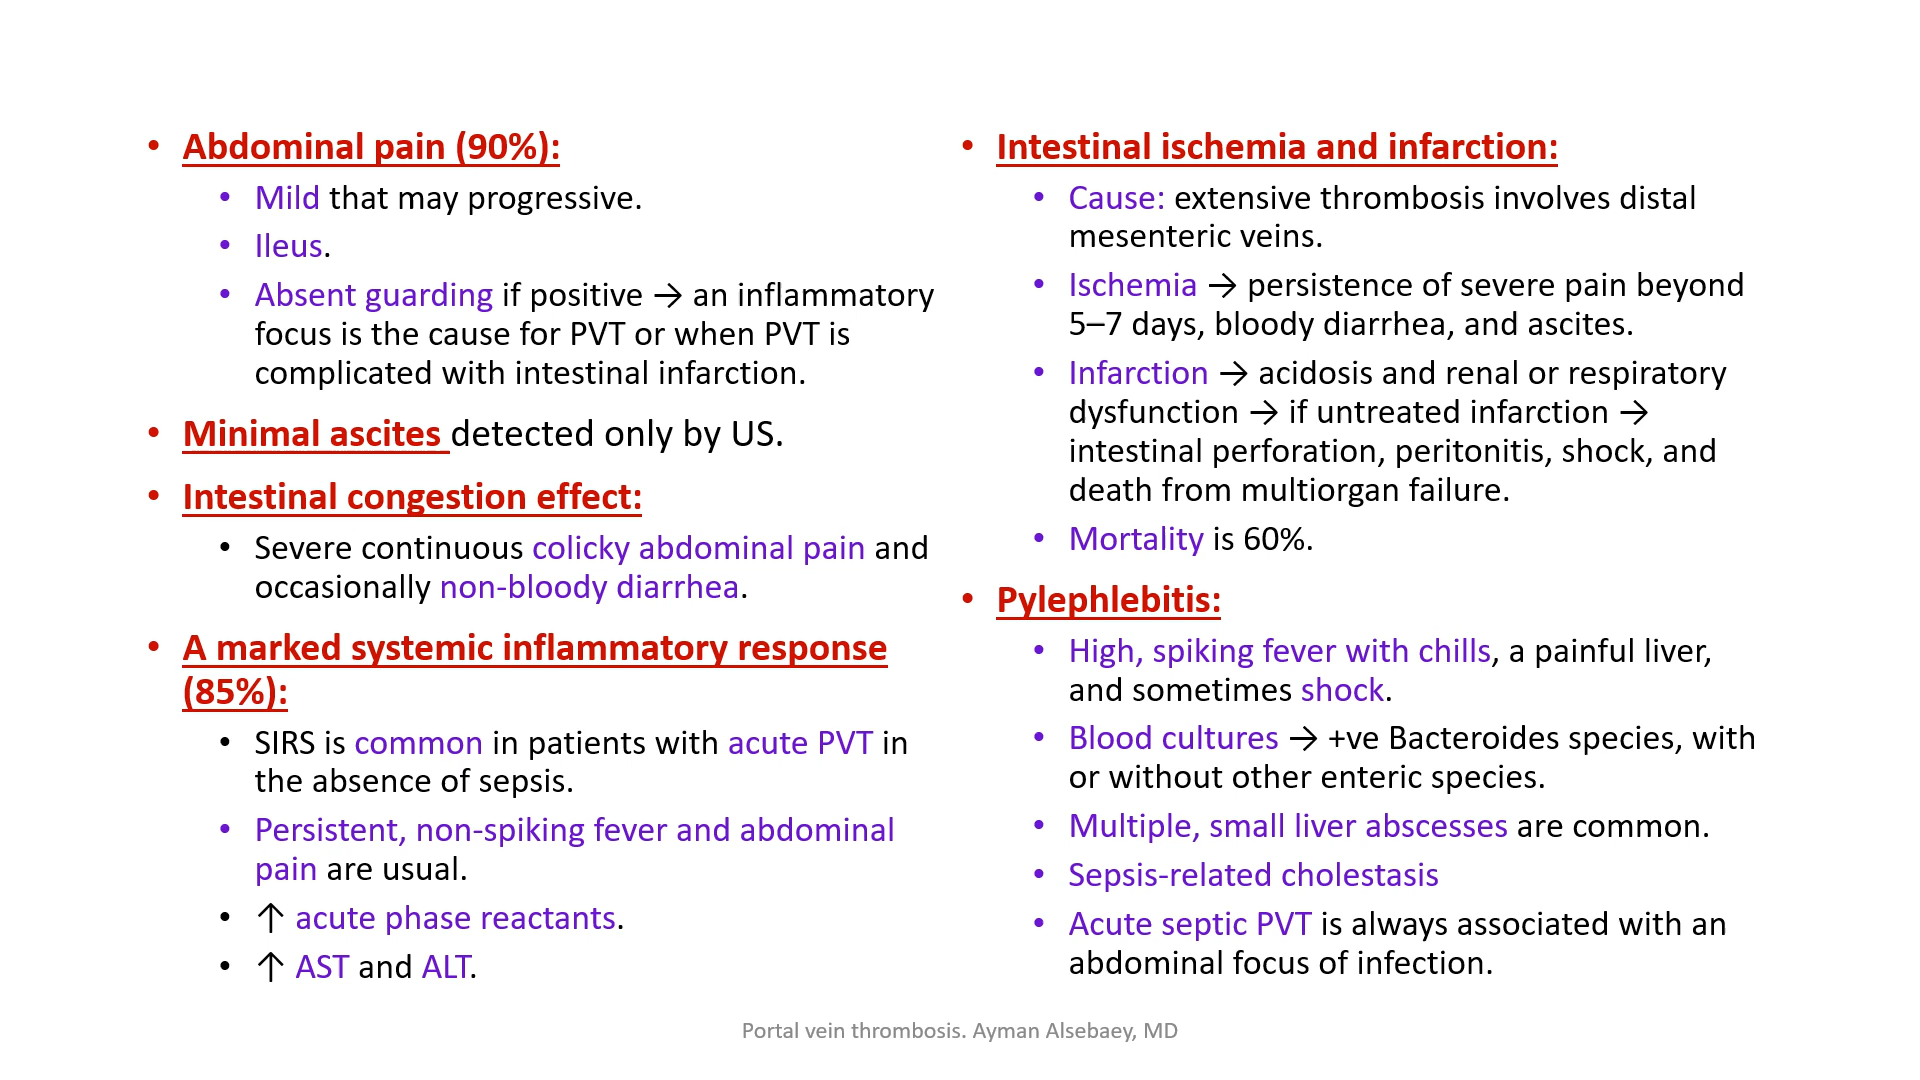 • Abdominal pain (90%):
• Mild that may progressive.
• Ileus.
• Absent guarding if positive → an inflammatory
focus is the cause for PVT or when PVT is
complicated with intestinal infarction.
• Minimal ascites detected only by US.
• Intestinal congestion effect:
• Severe continuous colicky abdominal pain and
occasionally non-bloody diarrhea.
• A marked systemic inflammatory response
(85%):
• SIRS is common in patients with acute PVT in
the absence of sepsis.
• Persistent, non-spiking fever and abdominal
pain are usual.
• ↑ acute phase reactants.
• ↑ AST and ALT.
• Intestinal ischemia and infarction:
• Cause: extensive thrombosis involves distal
mesenteric veins.
• Ischemia → persistence of severe pain beyond
5–7 days, bloody diarrhea, and ascites.
• Infarction → acidosis and renal or respiratory
dysfunction → if untreated infarction →
intestinal perforation, peritonitis, shock, and
death from multiorgan failure.
• Mortality is 60%.
• Pylephlebitis:
• High, spiking fever with chills, a painful liver,
and sometimes shock.
• Blood cultures → +ve Bacteroides species, with
or without other enteric species.
• Multiple, small liver abscesses are common.
• Sepsis-related cholestasis
• Acute septic PVT is always associated with an
abdominal focus of infection.
Portal vein thrombosis. Ayman Alsebaey, MD